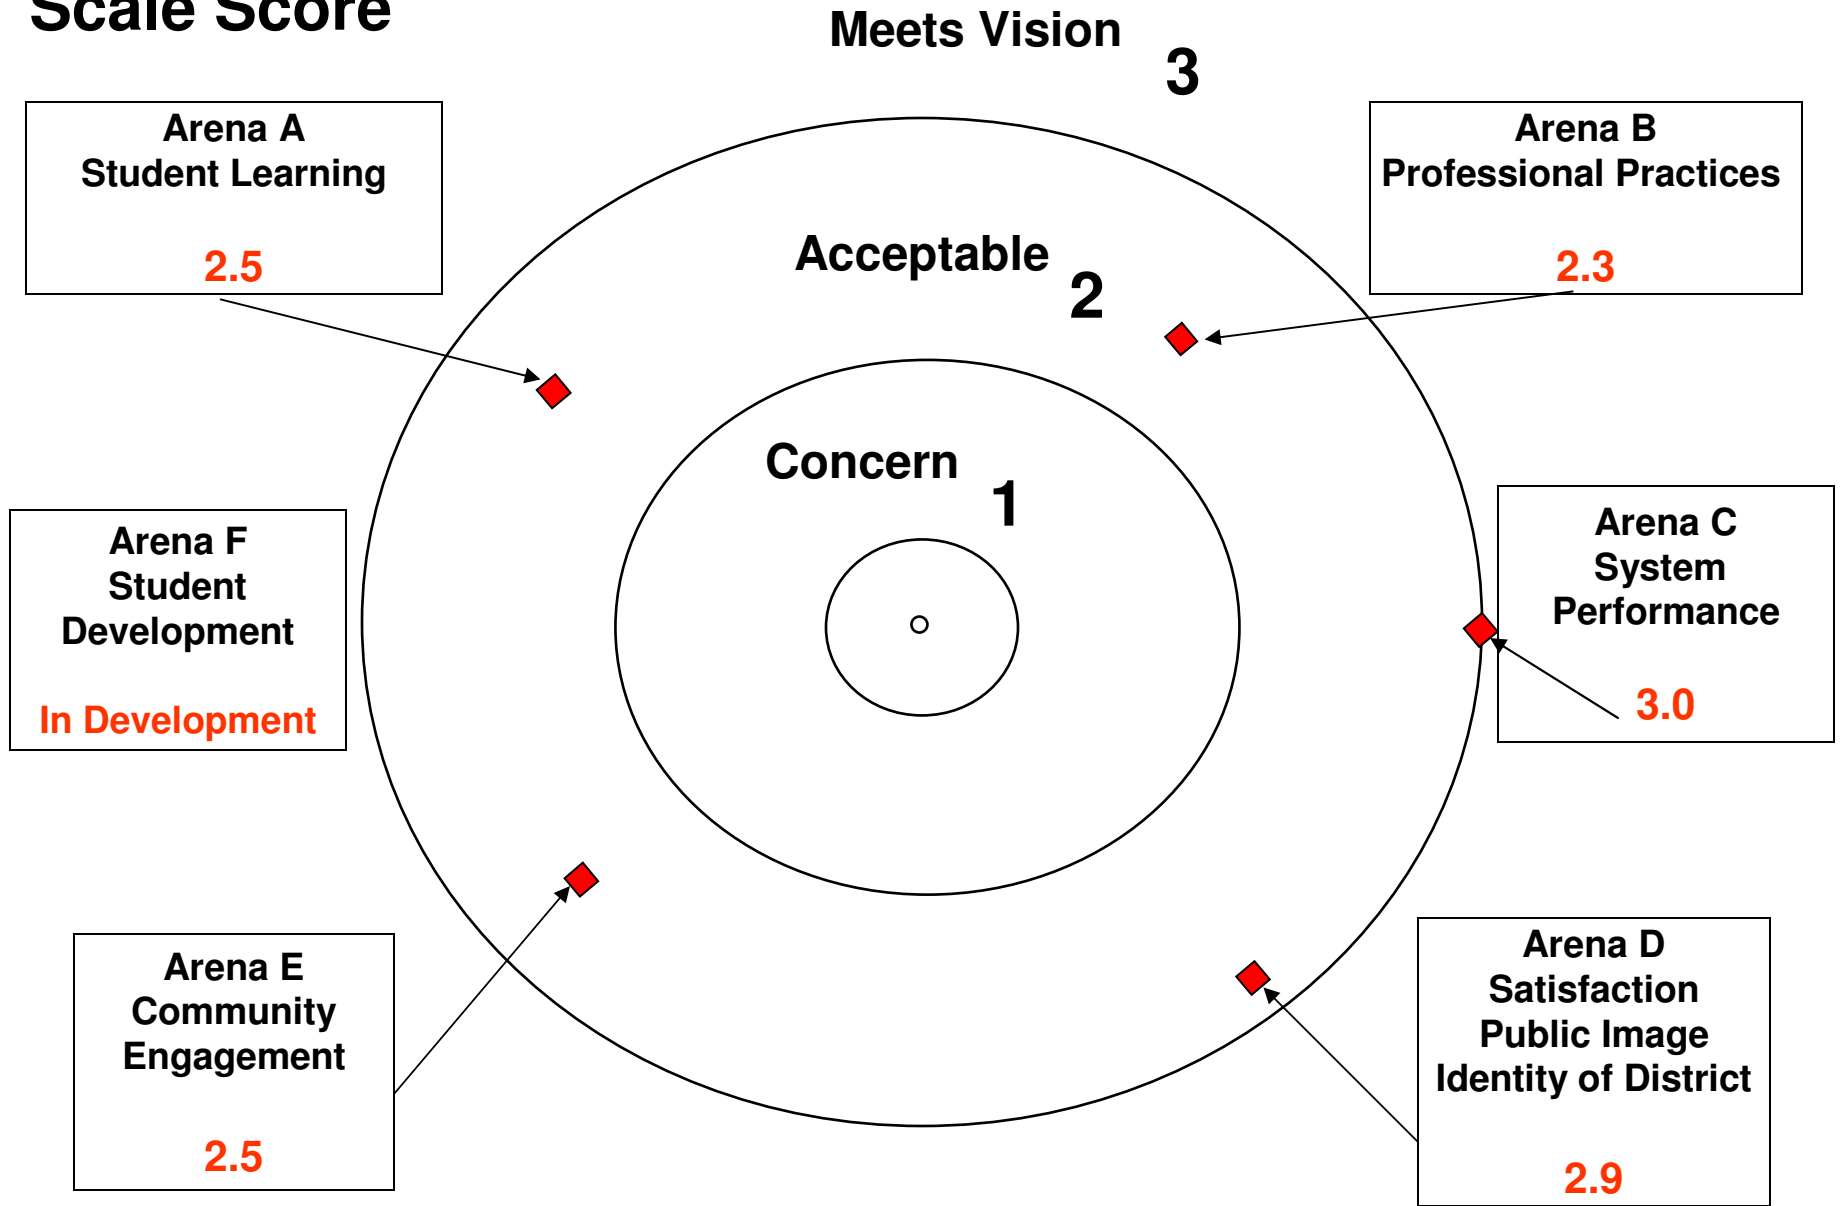 Scale Score
Meets Vision
3
Arena A
Student Learning
2.5
Arena B
Professional Practices
2.3
Acceptable
2
Concern
1
Arena F
Student
Development
In Development
Arena C
System
Performance
3.0
Arena E
Community
Engagement
2.5
Arena D
Satisfaction
Public Image
Identity of District
2.9